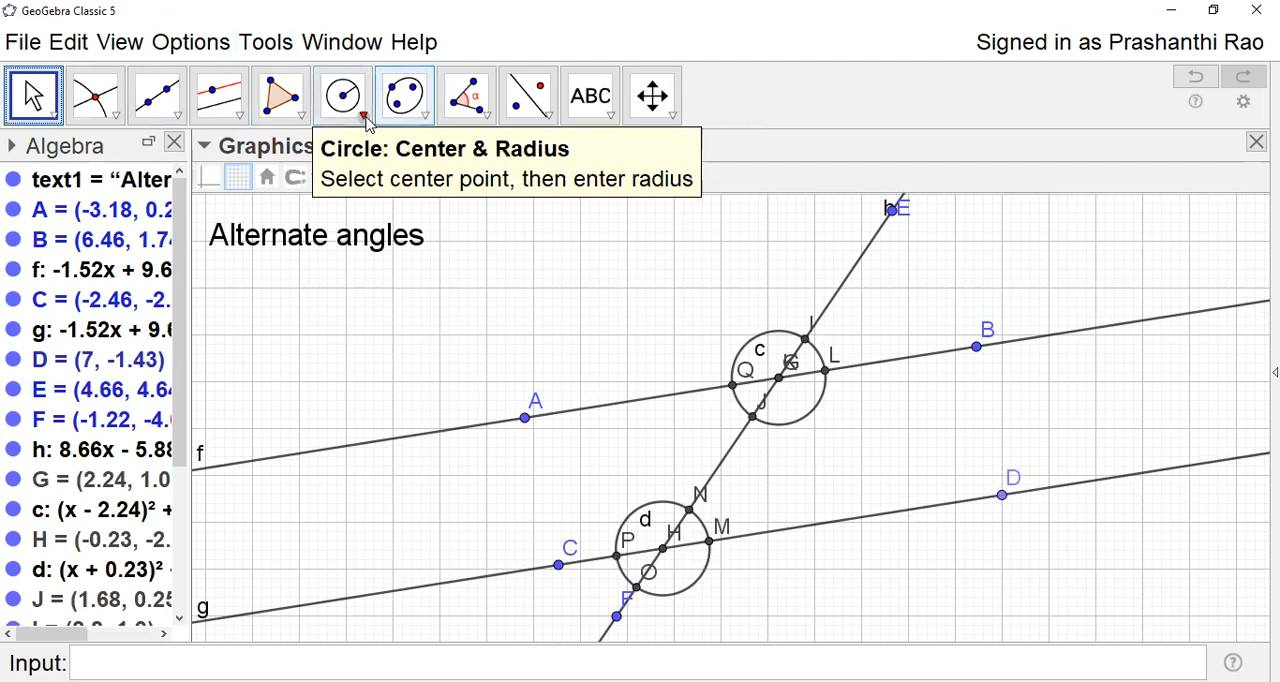 GeoGebra Classic 5
File Edit View Options Tools Window Help
Signed in as Prashanthi Rao
α
ABC
Algebra
Graphics
Circle: Center & Radius
Select center point, then enter radius
text1 = “Alter
A = (-3.18, 0.2
B = (6.46, 1.7
f: -1.52x + 9.6
C = (-2.46, -2.
g: -1.52x + 9.6
D = (7, -1.43)
E = (4.66, 4.64
F = (-1.22, -4.
h: 8.66x - 5.88
G = (2.24, 1.0
c: (x - 2.24)² +
H = (-0.23, -2.
d: (x + 0.23)²
J = (1.68, 0.25
Alternate angles
h
E
I
B
c
G
L
Q
A
J
f
D
N
d
H
M
P
C
O
F
g
Input: